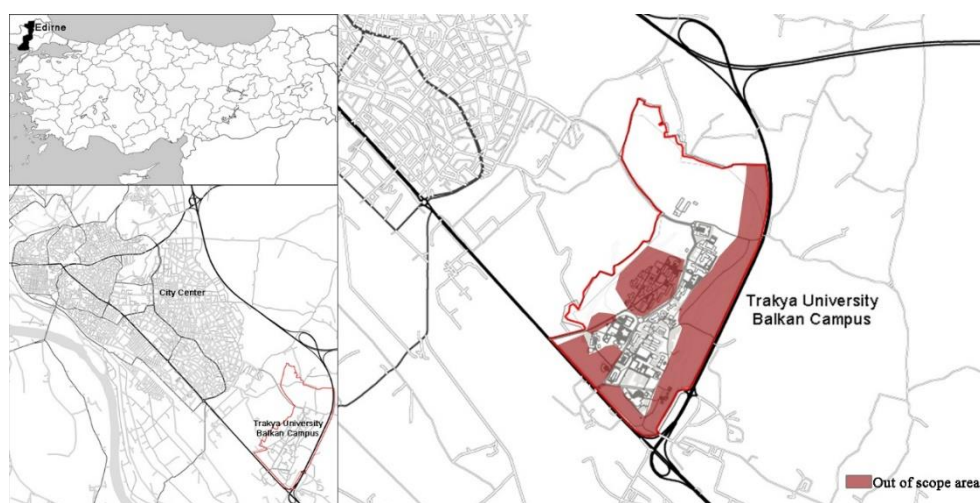 Edirne
City Center
Trakya University
Balkan Campus
Trakya University
Balkan Campus
Out of scope area